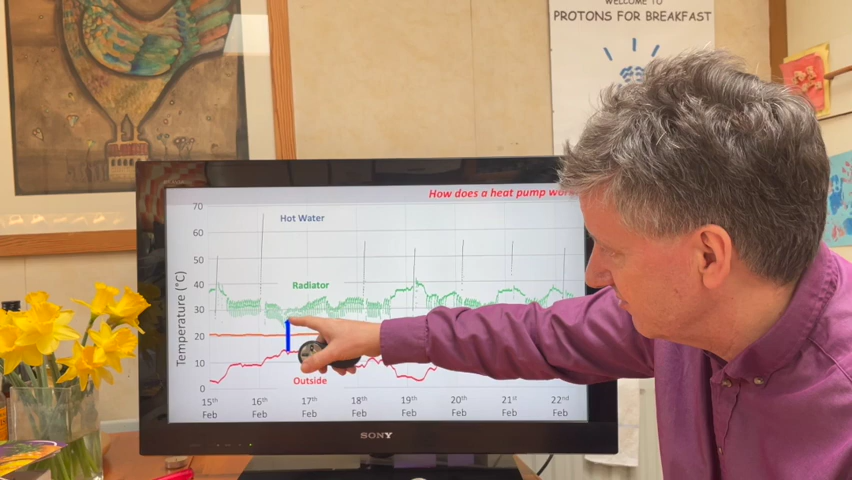 WELCOME TO
PROTONS FOR BREAKFAST
How does a heat pump work
70
60
50
40
30
20
10
0
Temperature (°C)
Hot Water
Radiator
Outside
15th Feb
16th Feb
17th Feb
18th Feb
19th Feb
20th Feb
21st Feb
22nd Feb
SONY